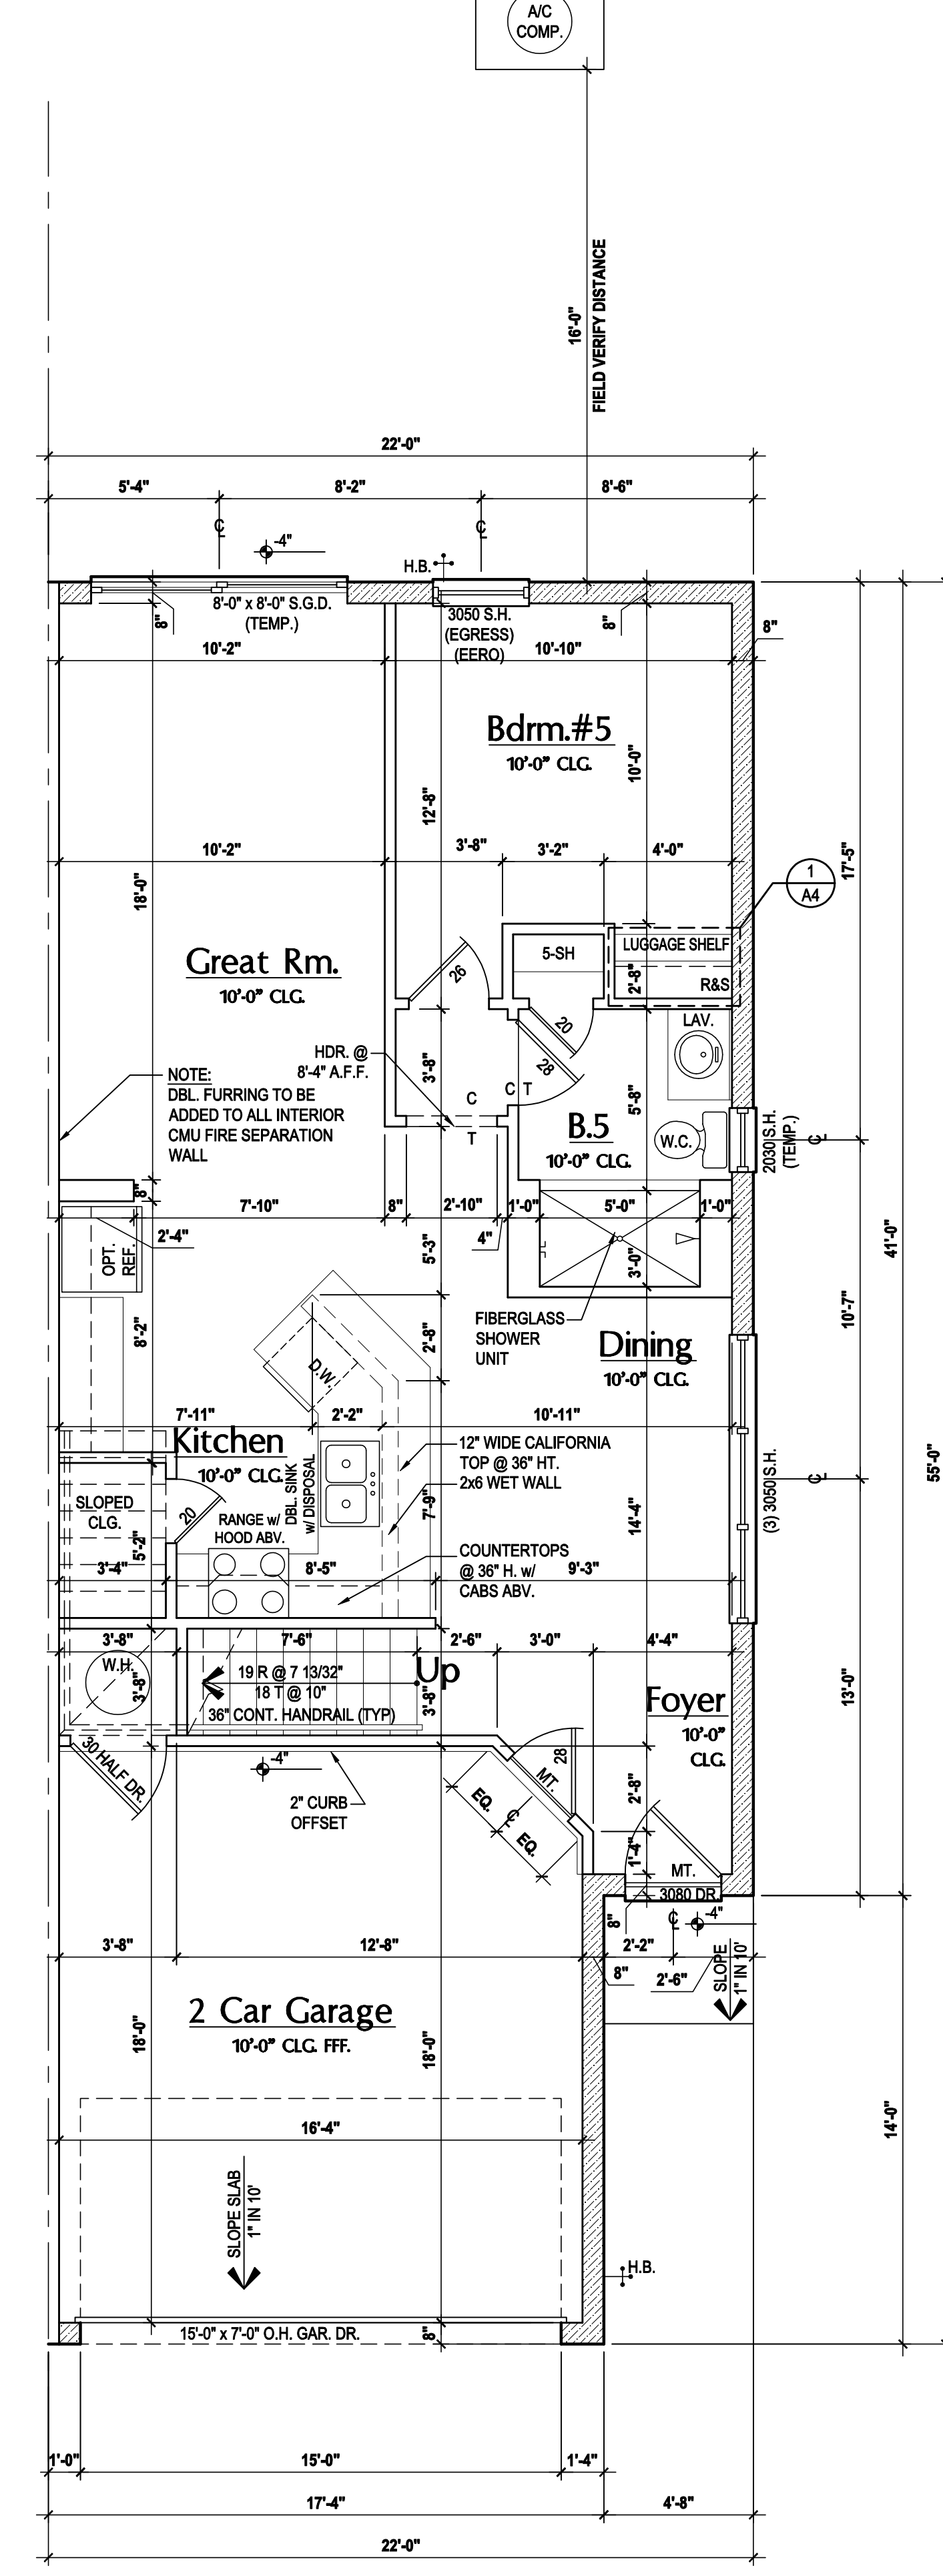 A/C
COMP.
16'-0"
FIELD VERIFY DISTANCE
22'-0"
5'-4"
8'-2"
8'-6"
CL
CL
-4"
H.B.
8'-0" x 8'-0" S.G.D.
(TEMP.)
3050 S.H.
(EGRESS)
(EERO)
8"
8"
8"
10'-2"
10'-10"
Bdrm.#5
10'-0" CLG.
10'-0"
12'-8"
10'-2"
3'-8"
3'-2"
4'-0"
17'-5"
1
A4
18'-0"
Great Rm.
10'-0" CLG.
26
5-SH
LUGGAGE SHELF
2'-8"
R&S
20
LAV.
HDR. @
8'-4" A.F.F.
3'-8"
28
C
C T
T
5'-8"
NOTE:
DBL. FURRING TO BE
ADDED TO ALL INTERIOR
CMU FIRE SEPARATION
WALL
B.5
10'-0" CLG.
W.C.
2030 S.H.
(TEMP.)
CL
8"
7'-10"
8"
2'-10"
1'-0"
5'-0"
1'-0"
2'-4"
4"
OPT.
REF.
5'-3"
3'-0"
41'-0"
10'-7"
FIBERGLASS
SHOWER
UNIT
8'-2"
2'-8"
Dining
10'-0" CLG.
D.W.
7'-11"
2'-2"
10'-11"
Kitchen
10'-0" CLG.
12" WIDE CALIFORNIA
TOP @ 36" HT.
2x6 WET WALL
55'-0"
DBL. SINK
w/ DISPOSAL
SLOPED
CLG.
20
RANGE w/
HOOD ABV.
7'-9"
14'-4"
(3) 3050 S.H.
CL
5'-2"
COUNTERTOPS
@ 36" H. w/
CABS ABV.
3'-4"
8'-5"
9'-3"
3'-8"
7'-6"
2'-6"
3'-0"
4'-4"
W.H.
3'-8"
19 R @ 7 13/32"
18 T @ 10"
36" CONT. HANDRAIL (TYP)
Up
3'-8"
Foyer
10'-0"
CLG.
13'-0"
30 HALF DR.
-4"
2" CURB
OFFSET
28
MT.
EQ.
CL
EQ.
2'-8"
1'-4"
MT.
3080 DR.
8"
CL
-4"
3'-8"
12'-8"
2'-2"
8"
2'-6"
SLOPE
1" IN 10'
2 Car Garage
10'-0" CLG. FFF.
18'-0"
18'-0"
16'-4"
14'-0"
SLOPE SLAB
1" IN 10'
H.B.
15'-0" x 7'-0" O.H. GAR. DR.
8"
1'-0"
15'-0"
1'-4"
17'-4"
4'-8"
22'-0"